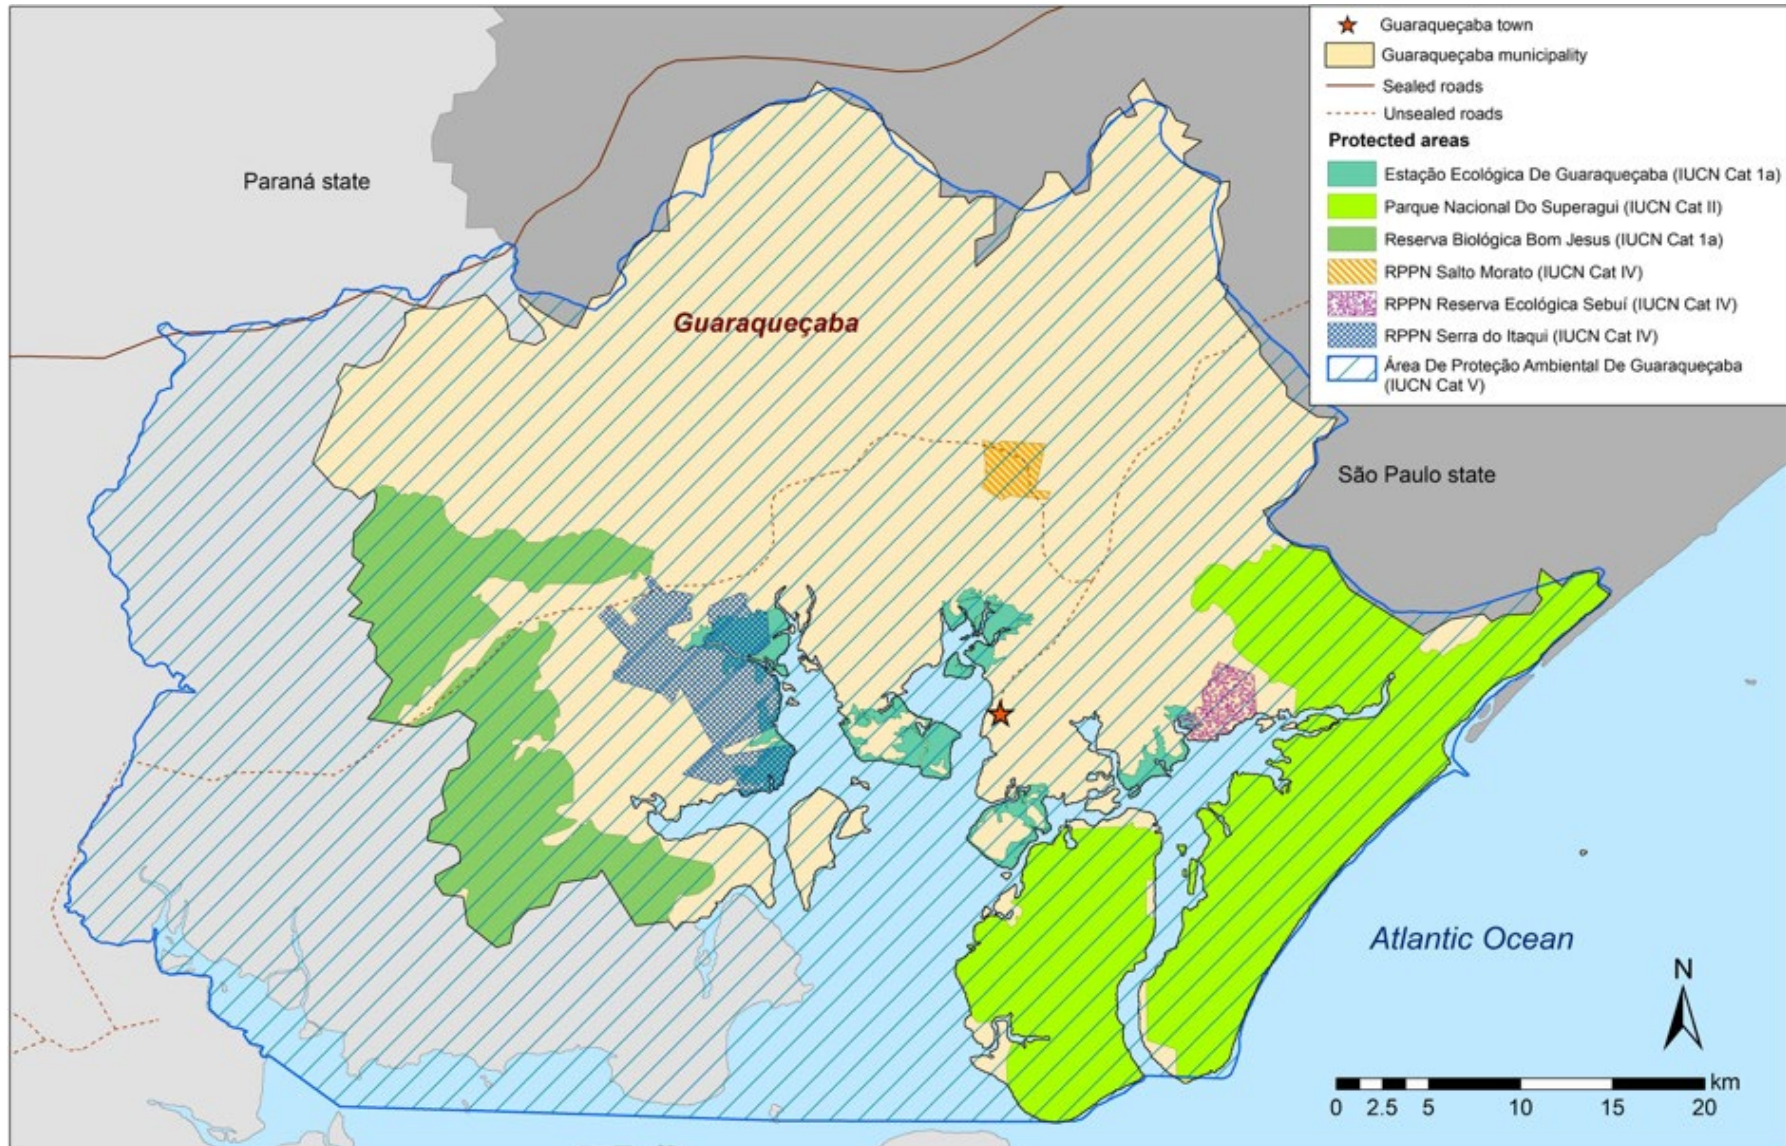 Guaraqueçaba town
Guaraqueçaba municipality
Sealed roads
Unsealed roads
Protected areas
Estação Ecológica De Guaraqueçaba (IUCN Cat 1a)
Parque Nacional Do Superagui (IUCN Cat II)
Reserva Biológica Bom Jesus (IUCN Cat 1a)
RPPN Salto Morato (IUCN Cat IV)
RPPN Reserva Ecológica Sebuí (IUCN Cat IV)
RPPN Serra do Itaqui (IUCN Cat IV)
Área De Proteção Ambiental De Guaraqueçaba
(IUCN Cat V)
Paraná state
Guaraqueçaba
São Paulo state
Atlantic Ocean
N
km
0 2.5 5 10 15 20